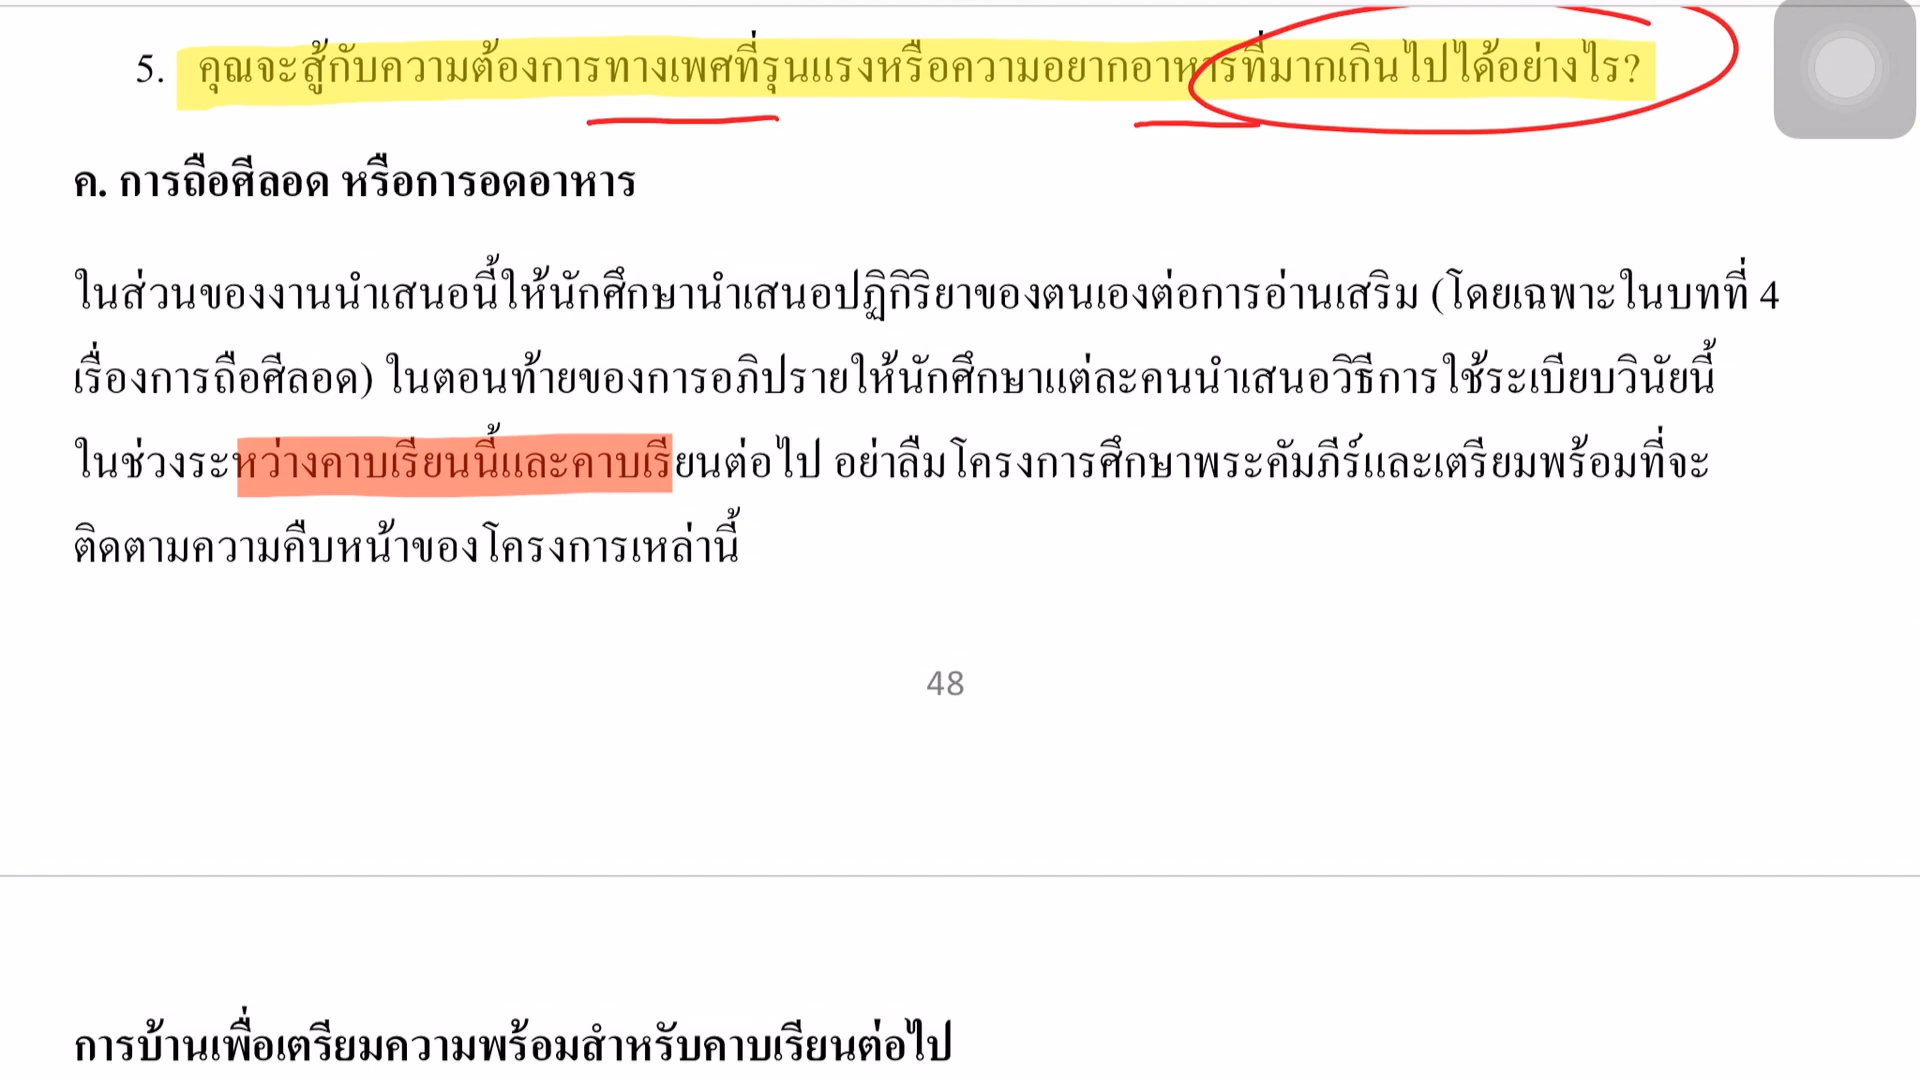 5. คุณจะสู้กับความต้องการทางเพศที่รุนแรงหรือความอยากอาหารที่มากเกินไปได้อย่างไร?
ค. การถือศีลอด หรือการอดอาหาร
ในส่วนของงานนำเสนอนี้ให้นักศึกษานำเสนอปฏิกิริยาของตนเองต่อการอ่านเสริม (โดยเฉพาะในบทที่ 4
เรื่องการถือศีลอด) ในตอนท้ายของการอภิปรายให้นักศึกษาแต่ละคนนำเสนอวิธีการใช้ระเบียบวินัยนี้
ในช่วงระหว่างคาบเรียนนี้และคาบเรียนต่อไป อย่าลืมโครงการศึกษาพระคัมภีร์และเตรียมพร้อมที่จะ
ติดตามความคืบหน้าของโครงการเหล่านี้
48
การบ้านเพื่อเตรียมความพร้อมสำหรับคาบเรียนต่อไป